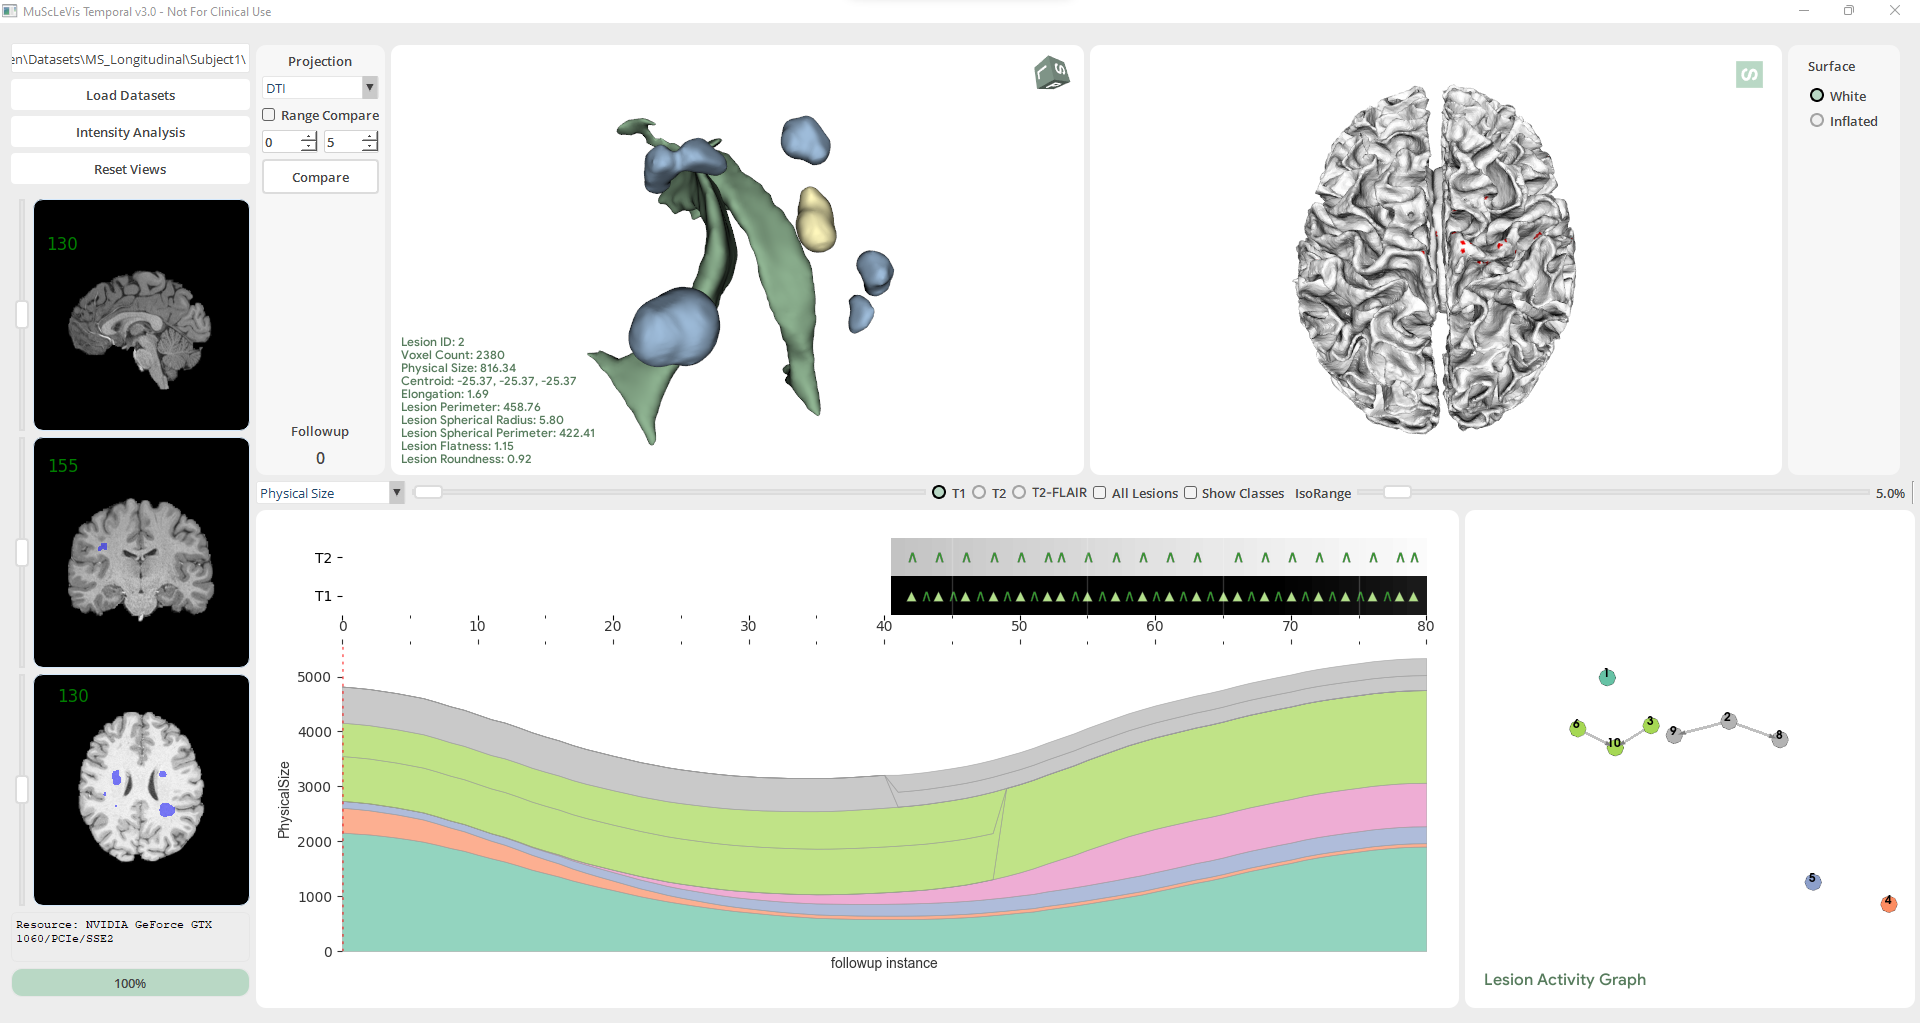 MuScLeVis Temporal v3.0 - Not For Clinical Use
en\Datasets\MS_Longitudinal\Subject1\
Load Datasets
Intensity Analysis
Reset Views
130
155
130
Resource: NVIDIA GeForce GTX
1060/PCIe/SSE2
100%
Projection
DTI
Range Compare
0 5
Compare
Followup
0
Lesion ID: 2
Voxel Count: 2380
Physical Size: 816.34
Centroid: -25.37, -25.37, -25.37
Elongation: 1.69
Lesion Perimeter: 458.76
Lesion Spherical Radius: 5.80
Lesion Spherical Perimeter: 422.41
Lesion Flatness: 1.15
Lesion Roundness: 0.92
S
Surface
White
Inflated
Physical Size
T1 T2 T2-FLAIR All Lesions Show Classes IsoRange 5.0%
T2
T1
0 10 20 30 40 50 60 70 80
5000
4000
3000
2000
1000
0
PhysicalSize
followup instance
1
6 10 3 9 2 8
5
4
Lesion Activity Graph